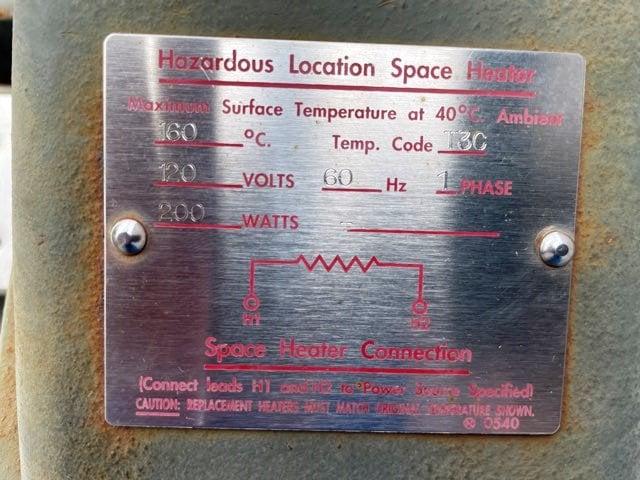 Hazardous Location Space Heater
Maximum Surface Temperature at 40°C. Ambient
160 °C. Temp. Code T3C
120 VOLTS 60 Hz 1 PHASE
200 WATTS
H1 H2
Space Heater Connection
(Connect leads H1 and H2 to Power Source Specified)
CAUTION: REPLACEMENT HEATERS MUST MATCH ORIGINAL TEMPERATURE SHOWN.
0540